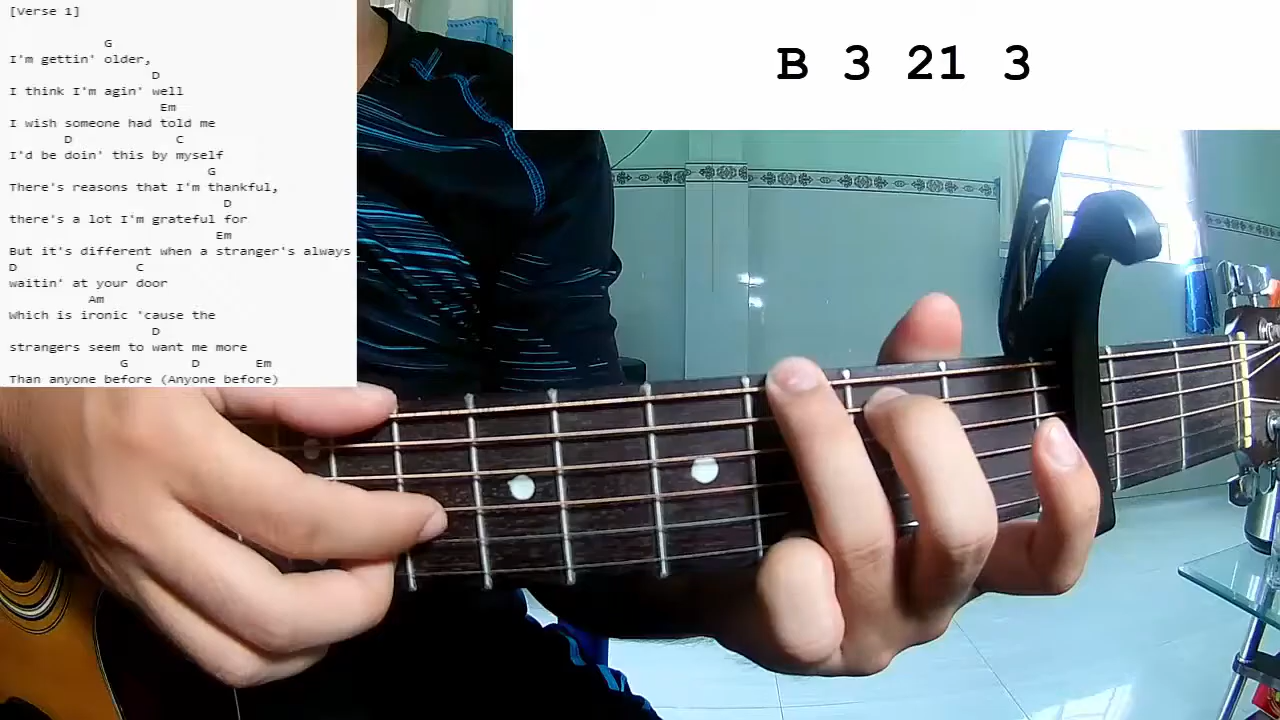 [Verse 1]
G
I'm gettin' older,
D
I think I'm agin' well
Em
I wish someone had told me
D C
I'd be doin' this by myself
G
There's reasons that I'm thankful,
D
there's a lot I'm grateful for
Em
But it's different when a stranger's always
D C
waitin' at your door
Am
Which is ironic 'cause the
D
strangers seem to want me more
G D Em
Than anyone before (Anyone before)
B 3 21 3